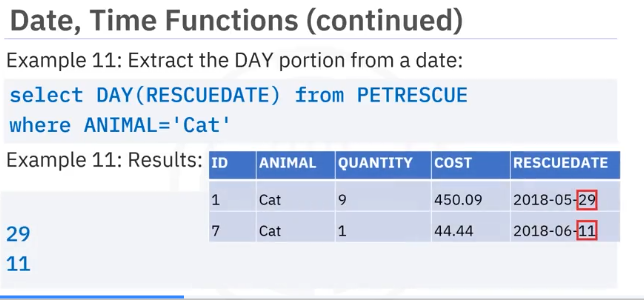 Date, Time Functions (continued)
Example 11: Extract the DAY portion from a date:
select DAY(RESCUEDATE) from PETRESCUE
where ANIMAL='Cat'
Example 11: Results:
ID ANIMAL QUANTITY COST RESCUEDATE
1 Cat 9 450.09 2018-05-29
7 Cat 1 44.44 2018-06-11
29
11